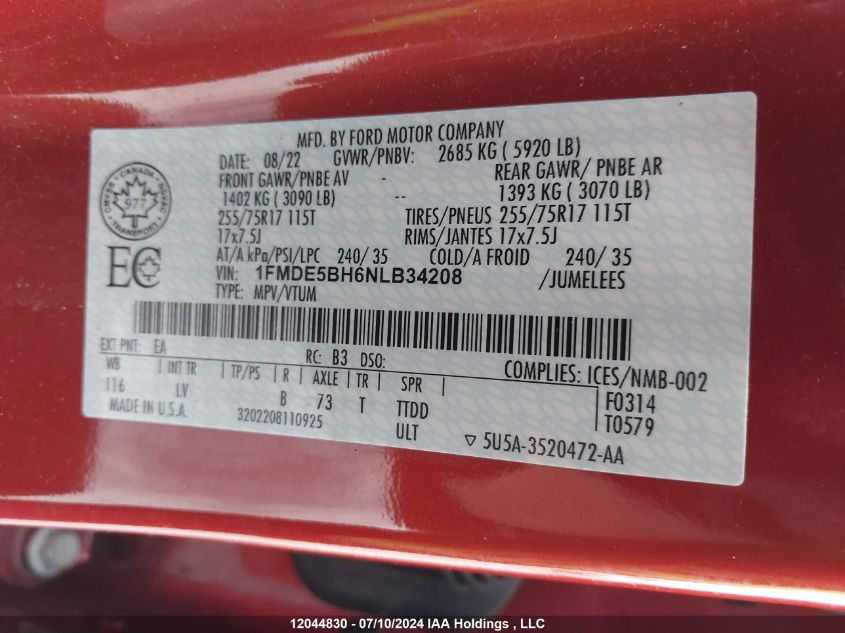 MFD. BY FORD MOTOR COMPANY
DATE: 08/22 GVWR/PNBV: 2685 KG ( 5920 LB)
FRONT GAWR/PNBE AV REAR GAWR/ PNBE AR
1402 KG ( 3090 LB) -- 1393 KG ( 3070 LB)
255/75R17 115T TIRES/PNEUS 255/75R17 115T
17x7.5J RIMS/JANTES 17x7.5J
AT/A kPa/PSI/LPC 240/ 35 COLD/A FROID 240/ 35
VIN: 1FMDE5BH6NLB34208 /JUMELEES
TYPE: MPV/VTUM
CANADA
977
TRANSPORT
EC
EXT PNT: EA RC: B3 DSO:
WB INT TR TP/PS R AXLE TR SPR COMPLIES: ICES/NMB-002
116 LV B 73 T TTDD F0314
MADE IN U.S.A. 3202208110925 ULT T0579
5U5A-3520472-AA
12044830 - 07/10/2024 IAA Holdings , LLC